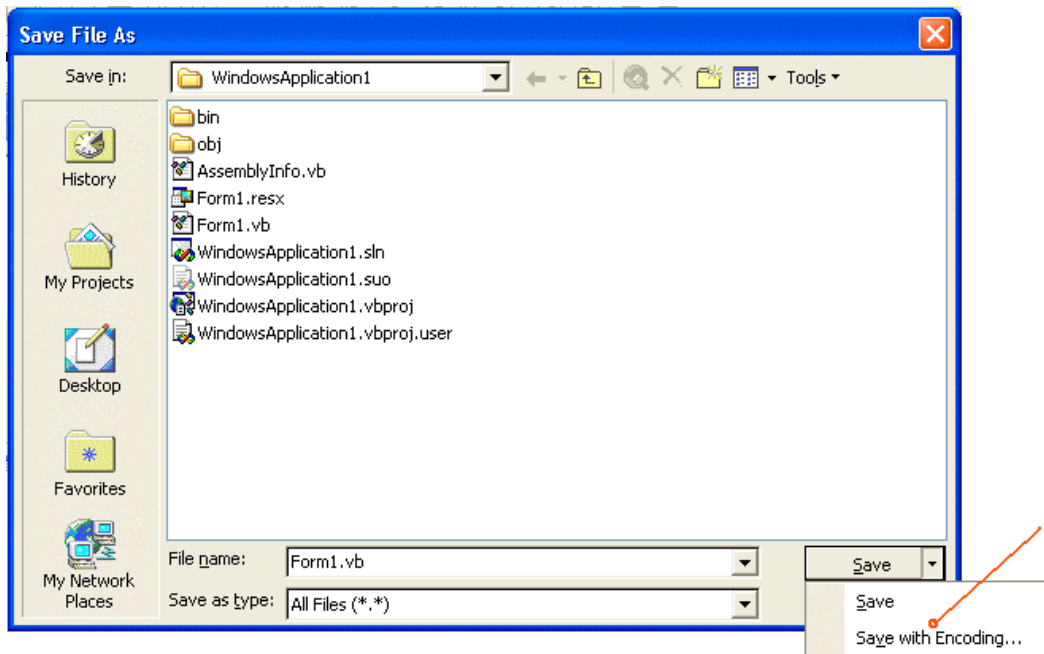 Save File As
Save in:
WindowsApplication1
Tools
History
My Projects
Desktop
Favorites
My Network
Places
bin
obj
AssemblyInfo.vb
Form1.resx
Form1.vb
WindowsApplication1.sln
WindowsApplication1.suo
WindowsApplication1.vbproj
WindowsApplication1.vbproj.user
File name:
Form1.vb
Save
Save as type:
All Files (*.*)
Save
Save with Encoding...